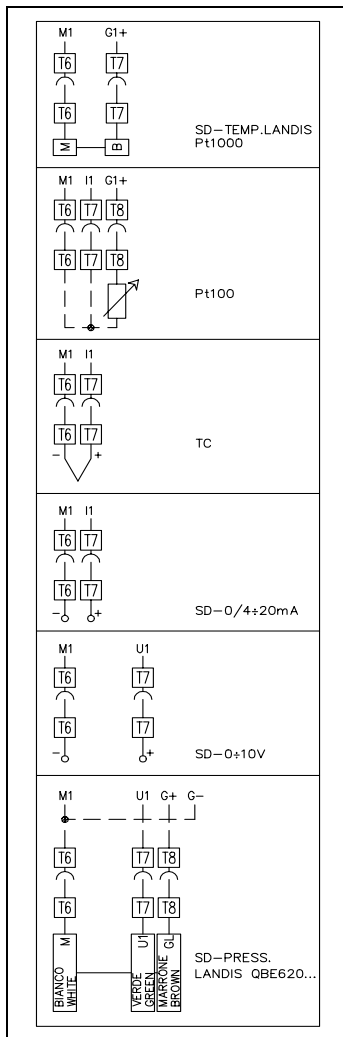 M1 G1+
T6 T7
T6 T7
M B
SD-TEMP.LANDIS
Pt1000
M1 I1 G1+
T6 T7 T8
T6 T7 T8
Pt100
M1 I1
T6 T7
T6 T7
- +
TC
M1 I1
T6 T7
T6 T7
- +
SD-0/4÷20mA
M1 U1
T6 T7
T6 T7
- +
SD-0÷10V
M1 U1 G+ G-
T6 T7 T8
T6 T7 T8
M U1 GL
BIANCO
WHITE
VERDE
GREEN
MARRONE
BROWN
SD-PRESS.
LANDIS QBE620...